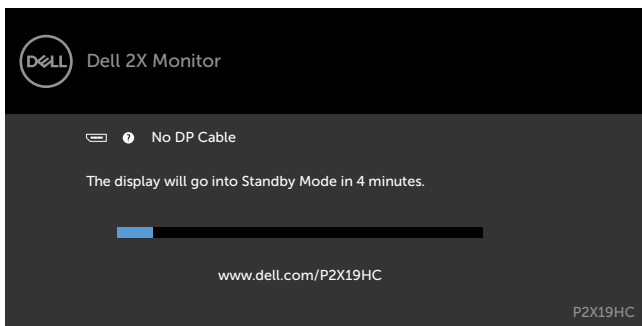 DELL
Dell 2X Monitor
? No DP Cable
The display will go into Standby Mode in 4 minutes.
www.dell.com/P2X19HC
P2X19HC